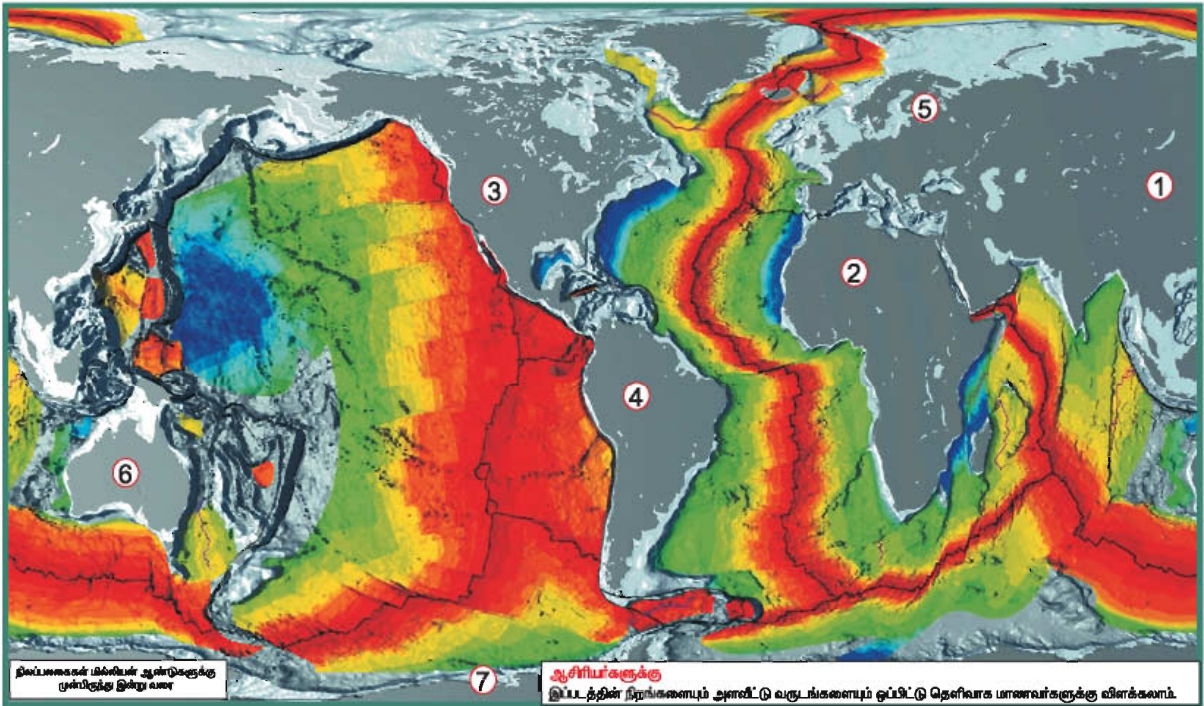 5
1
3
2
4
6
7
நிலப்பலகைகள் மில்லியன் ஆண்டுகளுக்கு
முன்பிருந்து இன்று வரை
ஆசிரியர்களுக்கு
இப்படத்தின் நிறங்களையும் அளவீட்டு வருடங்களையும் ஒப்பிட்டு தெளிவாக மாணவர்களுக்கு விளக்கலாம்.